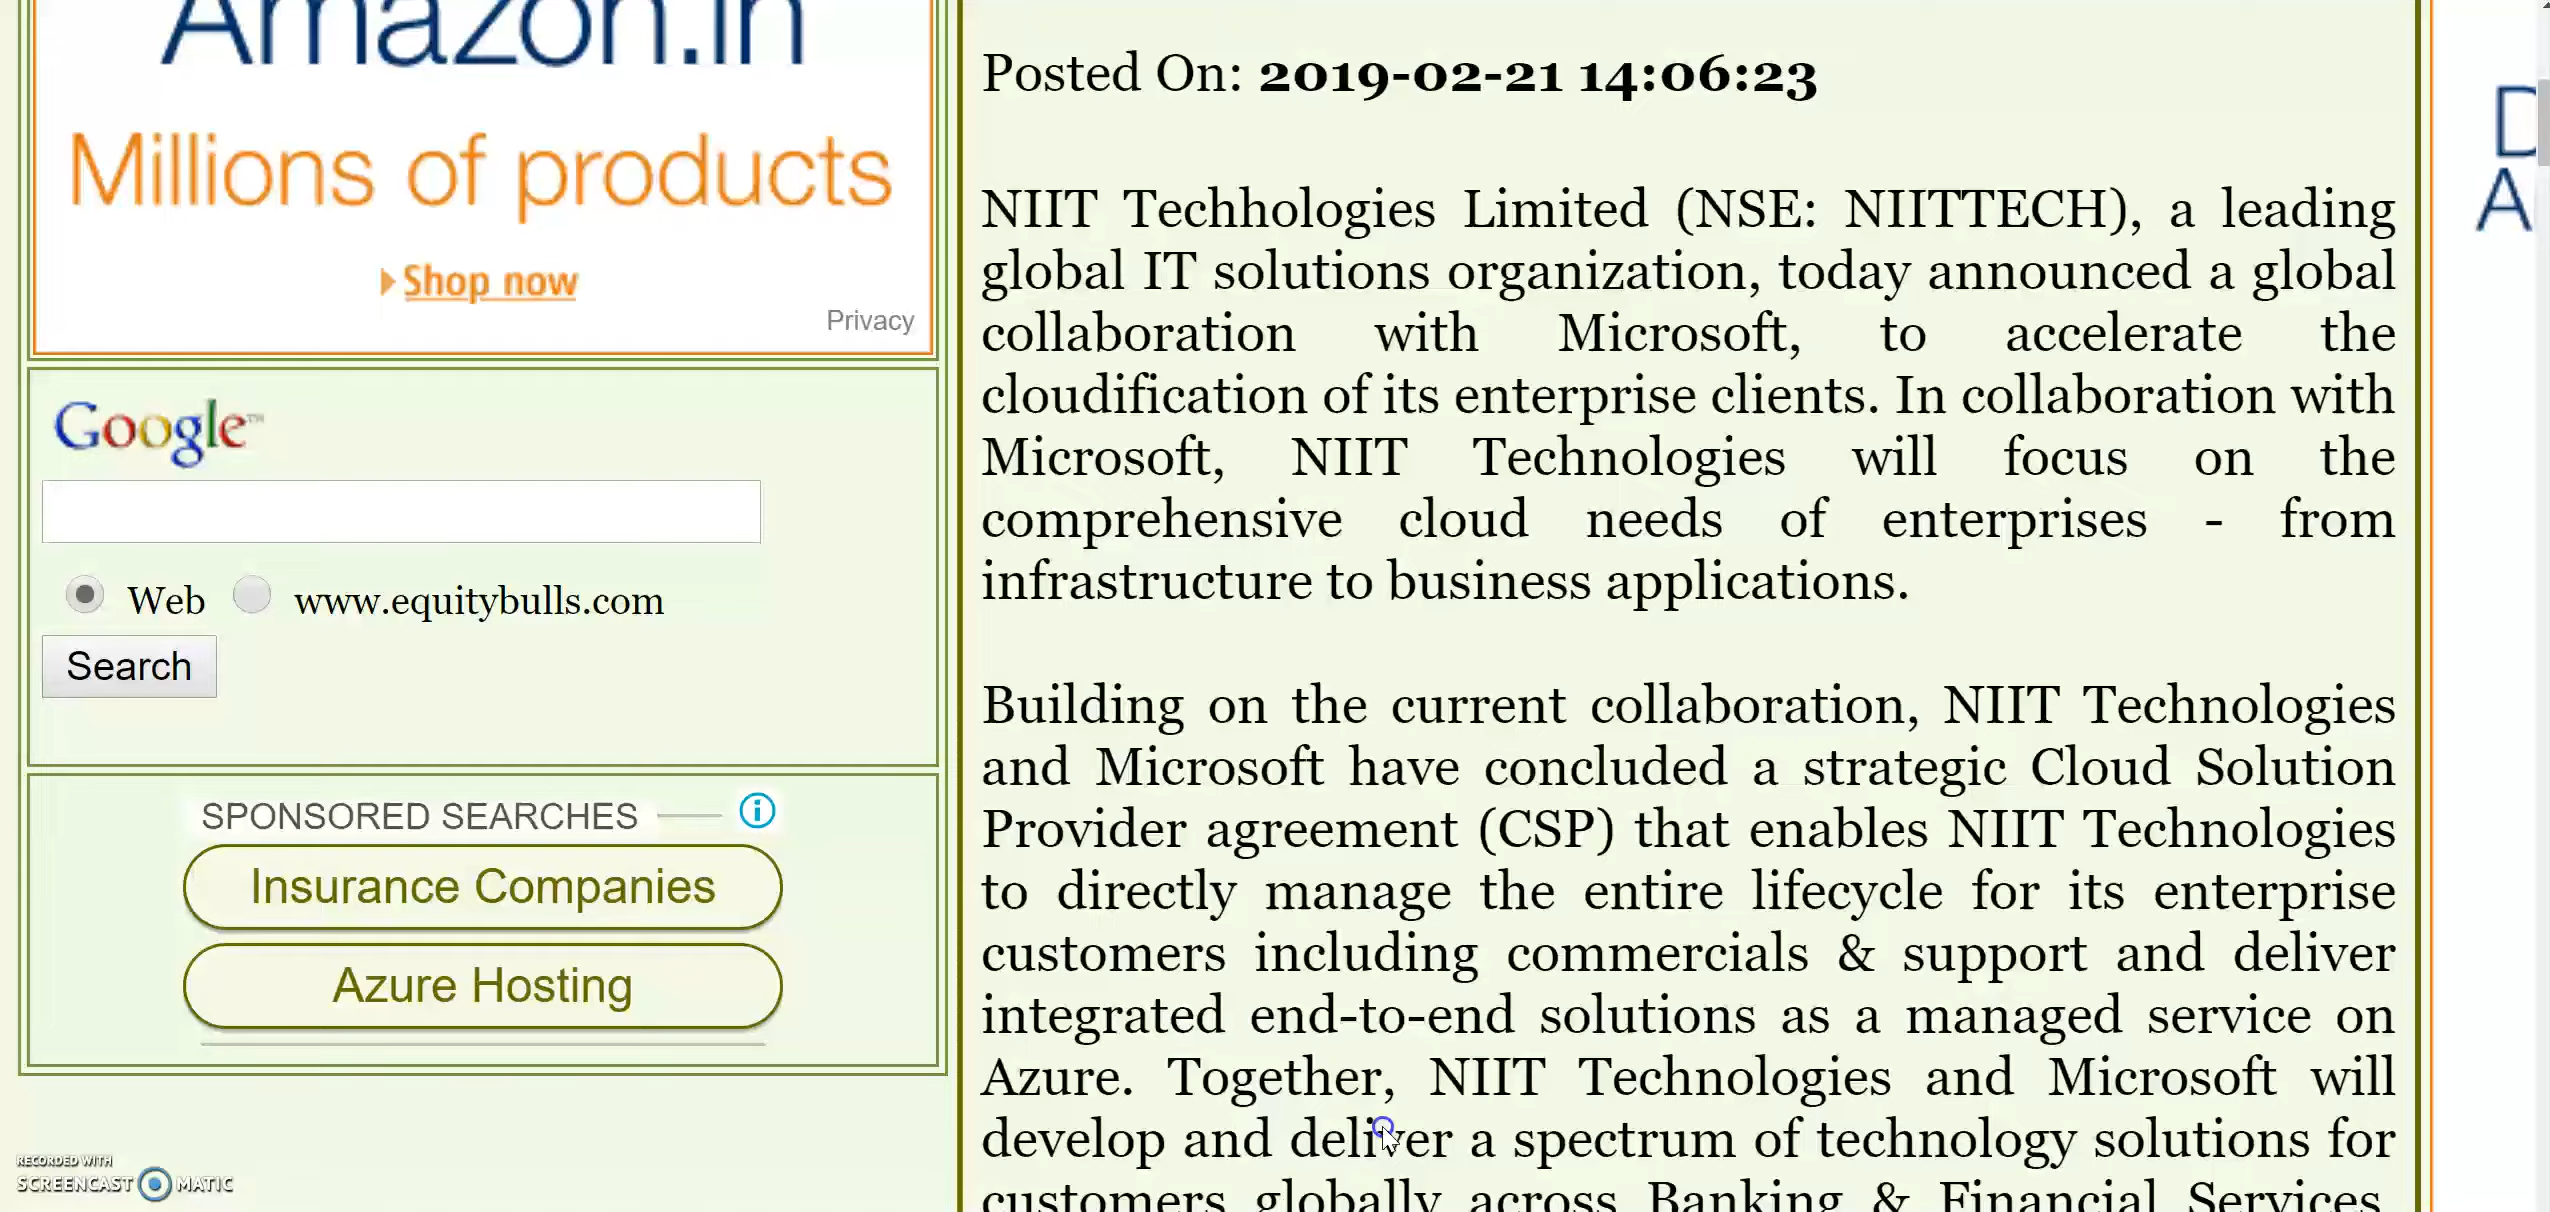 Amazon.in
Millions of products
Shop now
Privacy
Google™
Web www.equitybulls.com
Search
SPONSORED SEARCHES
Insurance Companies
Azure Hosting
RECORDED WITH
SCREENCAST MATIC
Posted On: 2019-02-21 14:06:23
NIIT Techhologies Limited (NSE: NIITTECH), a leading
global IT solutions organization, today announced a global
collaboration with Microsoft, to accelerate the
cloudification of its enterprise clients. In collaboration with
Microsoft, NIIT Technologies will focus on the
comprehensive cloud needs of enterprises - from
infrastructure to business applications.
Building on the current collaboration, NIIT Technologies
and Microsoft have concluded a strategic Cloud Solution
Provider agreement (CSP) that enables NIIT Technologies
to directly manage the entire lifecycle for its enterprise
customers including commercials & support and deliver
integrated end-to-end solutions as a managed service on
Azure. Together, NIIT Technologies and Microsoft will
develop and deliver a spectrum of technology solutions for
customers globally across Banking & Financial Services,